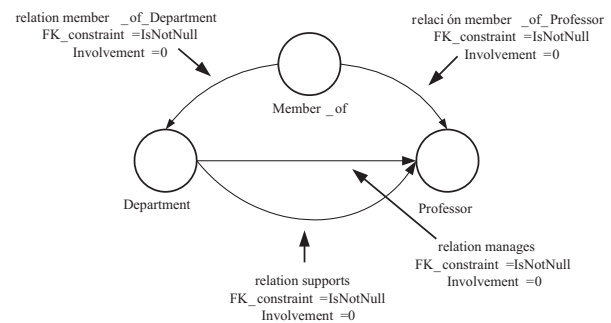 relation member _of_Department
FK_constraint =IsNotNull
Involvement =0
relaci ón member _of_Professor
FK_constraint =IsNotNull
Involvement =0
Member _of
Department
Professor
relation manages
FK_constraint =IsNotNull
Involvement =0
relation supports
FK_constraint =IsNotNull
Involvement =0